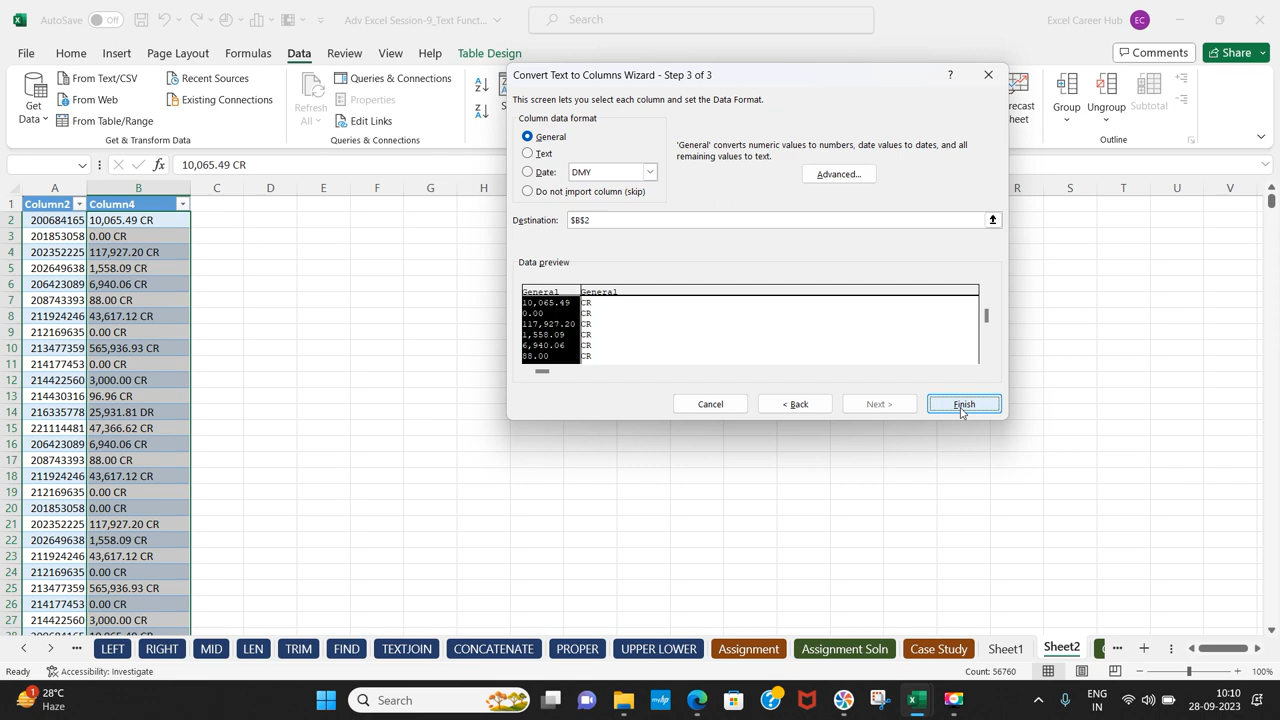 AutoSave Off Adv Excel Session-9_Text Funct... Search Excel Career Hub EC
File Home Insert Page Layout Formulas Data Review View Help Table Design Comments Share
Get Data From Text/CSV From Web From Table/Range Recent Sources Existing Connections
Get & Transform Data
Refresh All Queries & Connections Properties Edit Links
Queries & Connections
Group Ungroup Subtotal
Outline
10,065.49 CR
Convert Text to Columns Wizard - Step 3 of 3 ?
This screen lets you select each column and set the Data Format.
Column data format
General
Text
Date: DMY
Do not import column (skip)
'General' converts numeric values to numbers, date values to dates, and all
remaining values to text.
Advanced...
Destination: $B$2
Data preview
General General
10,065.49 CR
0.00 CR
117,927.20 CR
1,558.09 CR
6,940.06 CR
88.00 CR
Cancel < Back Next > Finish
A B C D E F G H R S T U V
1 Column2 Column4
2 200684165 10,065.49 CR
3 201853058 0.00 CR
4 202352225 117,927.20 CR
5 202649638 1,558.09 CR
6 206423089 6,940.06 CR
7 208743393 88.00 CR
8 211924246 43,617.12 CR
9 212169635 0.00 CR
10 213477359 565,936.93 CR
11 214177453 0.00 CR
12 214422560 3,000.00 CR
13 214430316 96.96 CR
14 216335778 25,931.81 DR
15 221114481 47,366.62 CR
16 206423089 6,940.06 CR
17 208743393 88.00 CR
18 211924246 43,617.12 CR
19 212169635 0.00 CR
20 201853058 0.00 CR
21 202352225 117,927.20 CR
22 202649638 1,558.09 CR
23 211924246 43,617.12 CR
24 212169635 0.00 CR
25 213477359 565,936.93 CR
26 214177453 0.00 CR
27 214422560 3,000.00 CR
LEFT RIGHT MID LEN TRIM FIND TEXTJOIN CONCATENATE PROPER UPPER LOWER Assignment Assignment Soln Case Study Sheet1 Sheet2
Ready Accessibility: Investigate Count: 56760 100%
28°C
Haze
Search
ENG
IN
10:10
28-09-2023